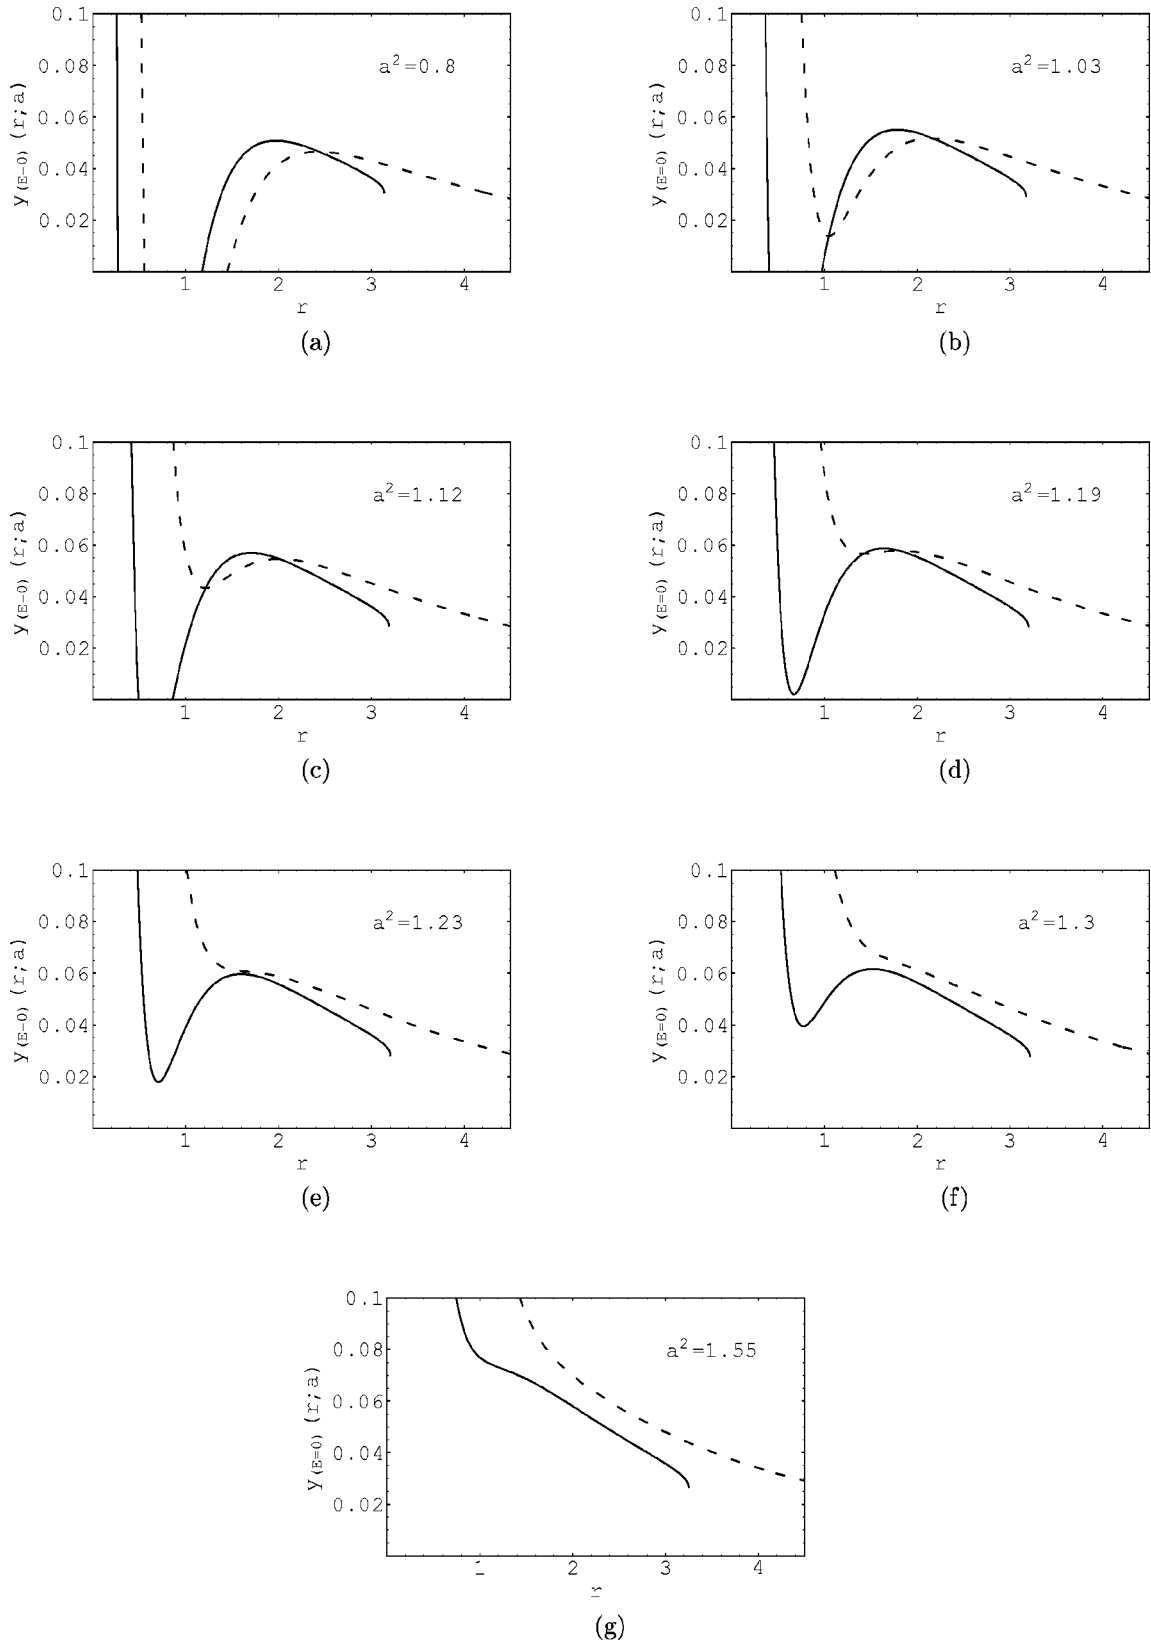 0.1
0.08
0.06
0.04
0.02
y(E=0) (r;a)
a²=0.8
1 2 3 4
r
(a)
0.1
0.08
0.06
0.04
0.02
y(E=0) (r;a)
a²=1.03
1 2 3 4
r
(b)
0.1
0.08
0.06
0.04
0.02
y(E=0) (r;a)
a²=1.12
1 2 3 4
r
(c)
0.1
0.08
0.06
0.04
0.02
y(E=0) (r;a)
a²=1.19
1 2 3 4
r
(d)
0.1
0.08
0.06
0.04
0.02
y(E=0) (r;a)
a²=1.23
1 2 3 4
r
(e)
0.1
0.08
0.06
0.04
0.02
y(E=0) (r;a)
a²=1.3
1 2 3 4
r
(f)
0.1
0.08
0.06
0.04
0.02
y(E=0) (r;a)
a²=1.55
1 2 3 4
r
(g)